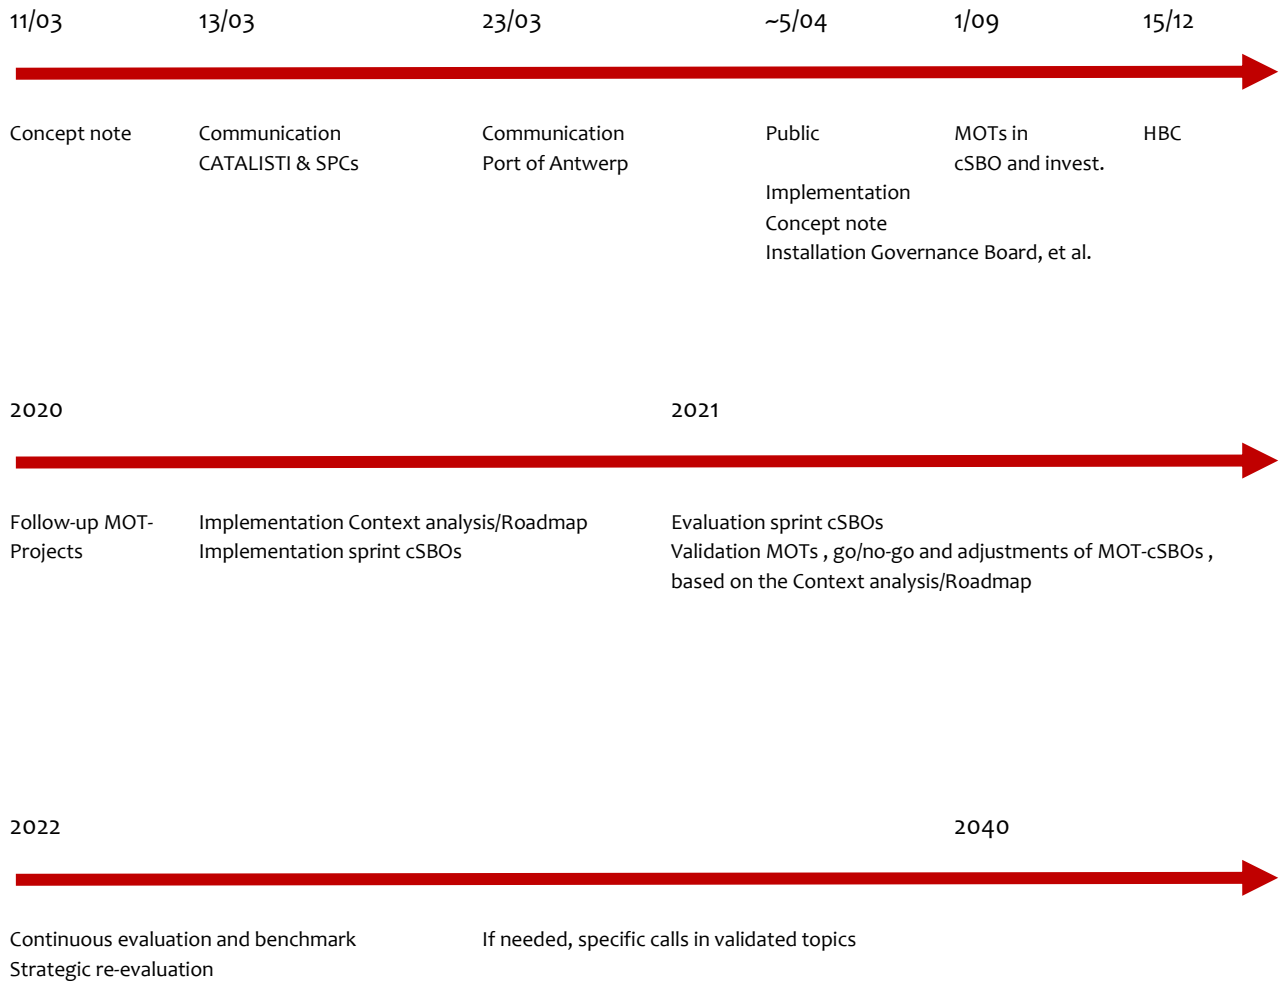 11/03 13/03 23/03 ~5/04 1/09 15/12
Concept note Communication Communication Public MOTs in HBC
CATALISTI & SPCs Port of Antwerp cSBO and invest.
Implementation
Concept note
Installation Governance Board, et al.
2020 2021
Follow-up MOT- Implementation Context analysis/Roadmap Evaluation sprint cSBOs
Projects Implementation sprint cSBOs Validation MOTs , go/no-go and adjustments of MOT-cSBOs ,
based on the Context analysis/Roadmap
2022 2040
Continuous evaluation and benchmark If needed, specific calls in validated topics
Strategic re-evaluation